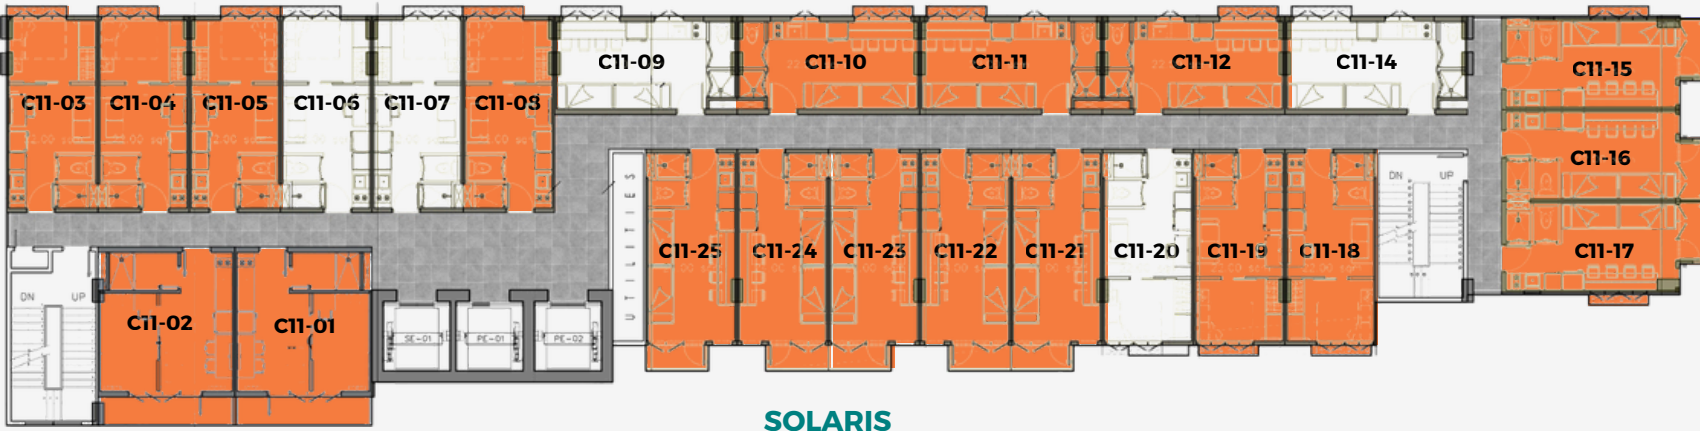 C11-09
C11-10
C11-11
C11-12
C11-14
C11-15
C11-03
C11-04
C11-05
C11-06
C11-07
C11-08
C11-16
DN
UP
UTILITIES
C11-25
C11-24
C11-23
C11-22
C11-21
C11-20
C11-19
C11-18
C11-17
DN
UP
C11-02
C11-01
SE-01
PE-01
PE-02
SOLARIS